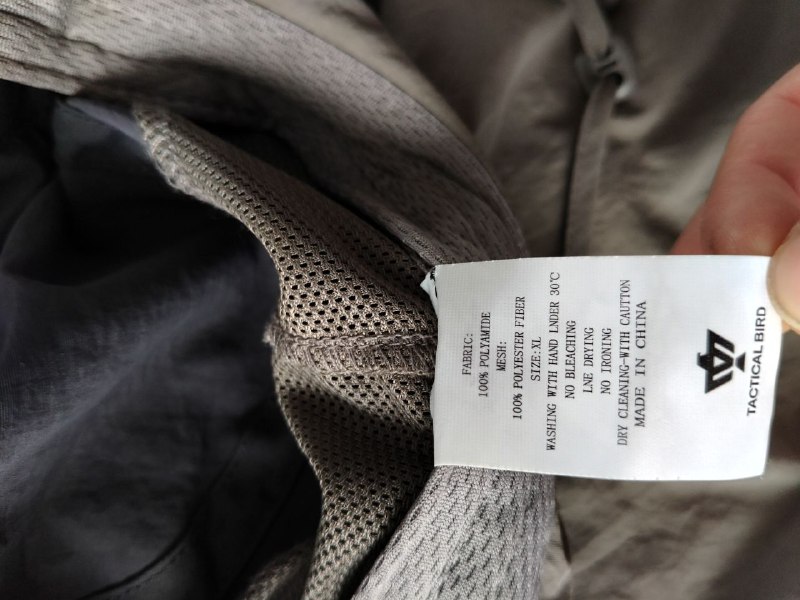 FABRIC:
100% POLYAMIDE
MESH:
100% POLYESTER FIBER
SIZE:XL
WASHING WITH HAND LNDER 30℃
NO BLEACHING
LNE DRYING
NO IRONING
DRY CLEANING-WITH CAUTTON
MADE IN CHINA
TACTICAL BIRD